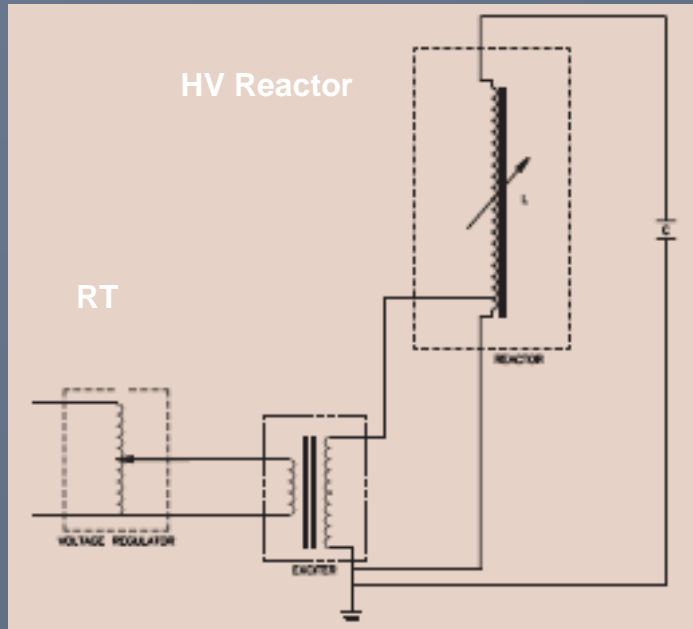 HV Reactor
L
C
RT
REACTOR
VOLTAGE REGULATOR
EXCITER